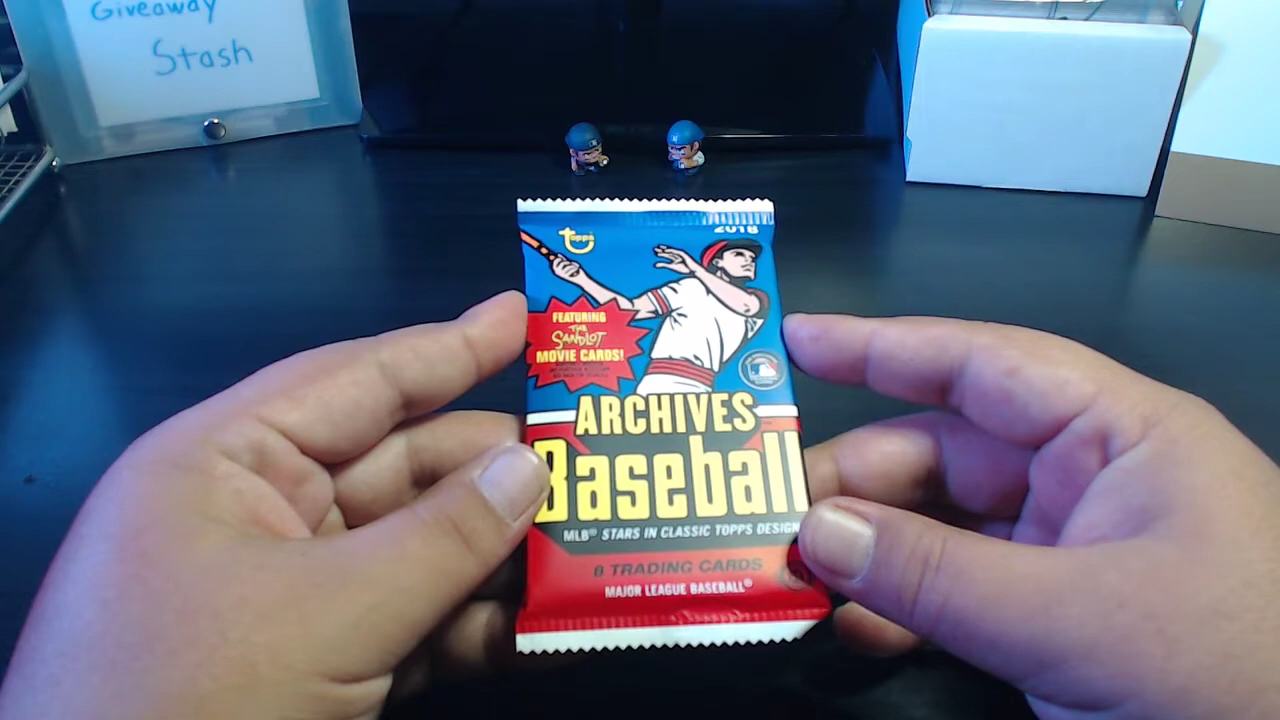 Giveaway
Stash
2018
topps
FEATURING
THE
SANDLOT
MOVIE CARDS!
ARCHIVES
Baseball
MLB® STARS IN CLASSIC TOPPS DESIGN
8 TRADING CARDS
MAJOR LEAGUE BASEBALL®